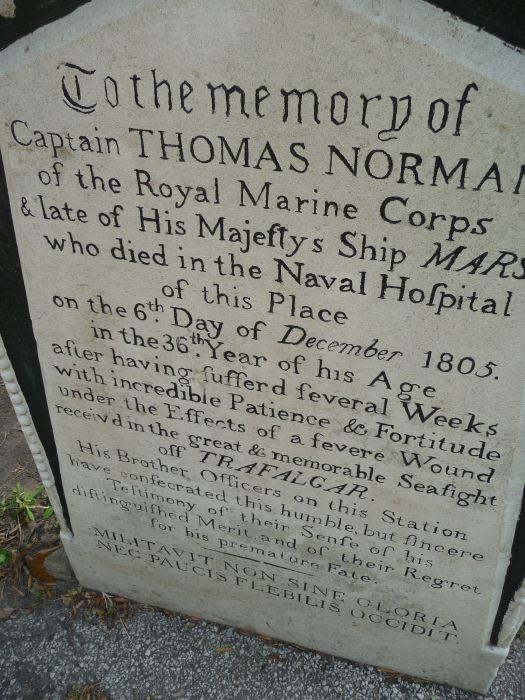 To the memory of
Captain THOMAS NORMAN
of the Royal Marine Corps
& late of His Majeſtys Ship MARS
who died in the Naval Hoſpital
of this Place
on the 6th. Day of December 1805.
in the 36th. Year of his Age
after having ſufferd ſeveral Weeks
with incredible Patience & Fortitude
under the Effects of a ſevere Wound
receivd in the great & memorable Seafight
off TRAFALGAR.
His Brother Officers on this Station
have conſecrated this humble, but ſincere
Teſtimony of their Senſe of his
diſtinguiſhed Merit, and of their Regret
for his premature Fate.
MILITAVIT NON SINE GLORIA
NEC PAUCIS FLEBILIS OCCIDIT.